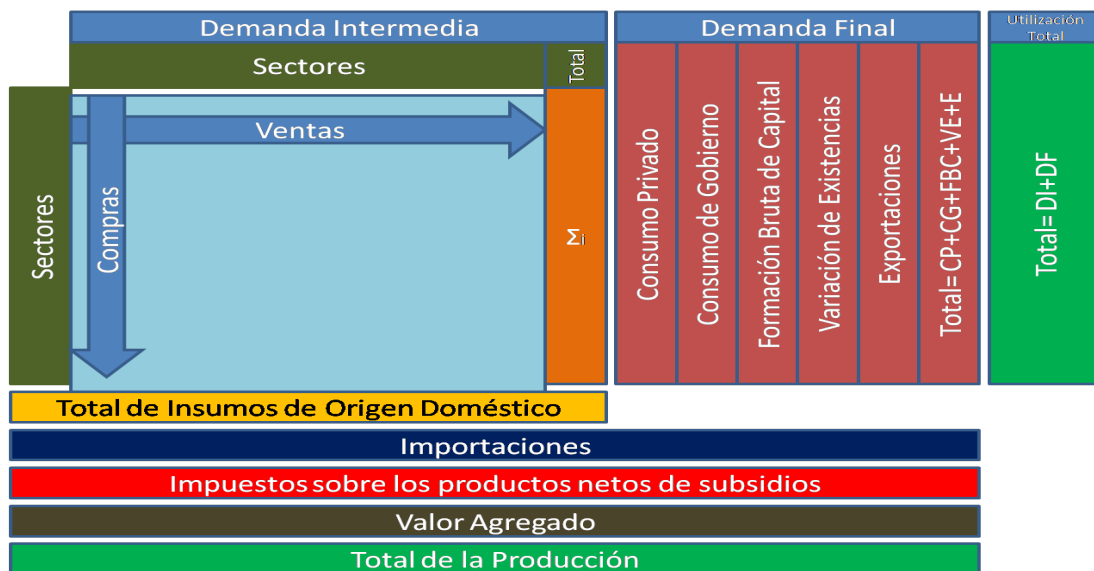 Demanda Intermedia
Demanda Final
Utilización
Total
Sectores
Total
Sectores
Ventas
Compras
Σi
Consumo Privado
Consumo de Gobierno
Formación Bruta de Capital
Variación de Existencias
Exportaciones
Total= CP+CG+FBC+VE+E
Total= DI+DF
Total de Insumos de Origen Doméstico
Importaciones
Impuestos sobre los productos netos de subsidios
Valor Agregado
Total de la Producción